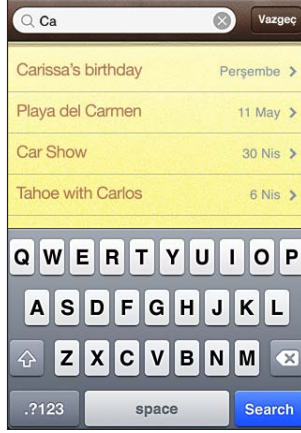 Ca Vazgeç
Carissa's birthday Perşembe
Playa del Carmen 11 May
Car Show 30 Nis
Tahoe with Carlos 6 Nis
Q W E R T Y U I O P
A S D F G H J K L
Z X C V B N M
.?123 space Search